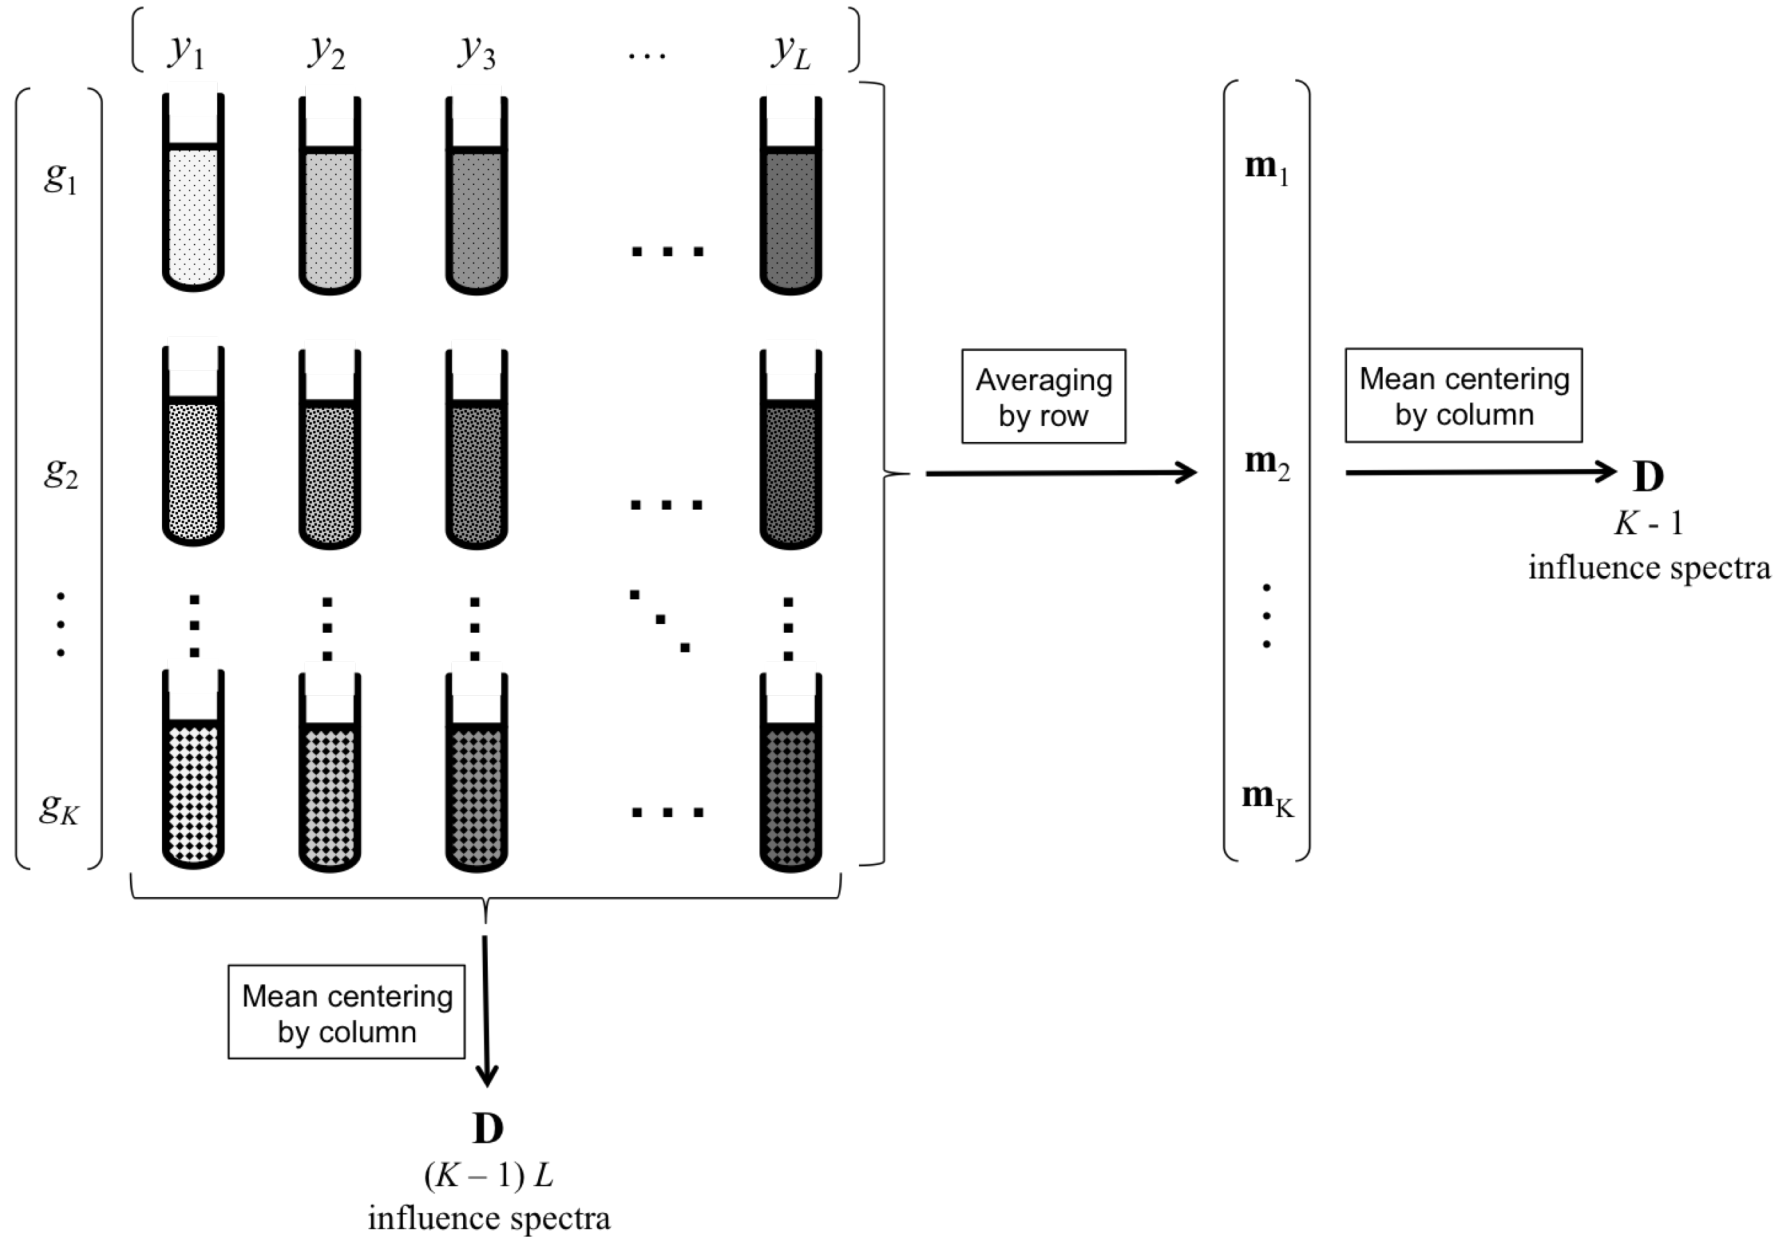 y1 y2 y3 … yL
g1
g2
gK
Averaging
by row
m1
m2
mK
Mean centering
by column
D
K - 1
influence spectra
Mean centering
by column
D
(K – 1) L
influence spectra